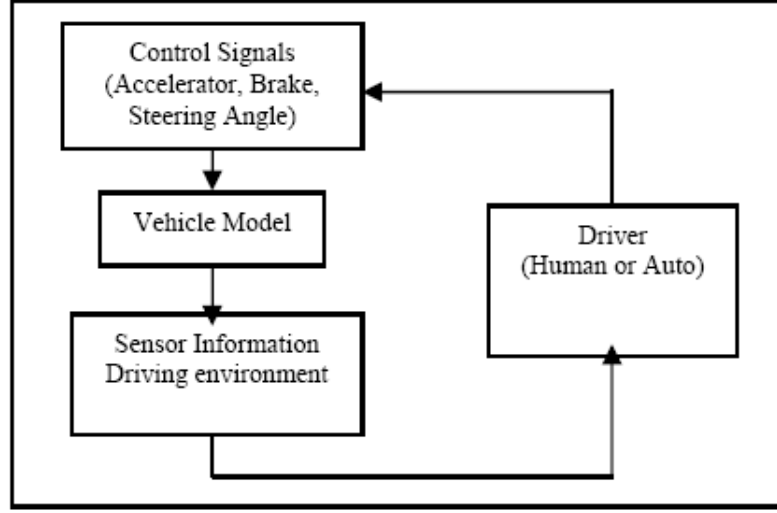 Control Signals
(Accelerator, Brake,
Steering Angle)
Vehicle Model
Sensor Information
Driving environment
Driver
(Human or Auto)